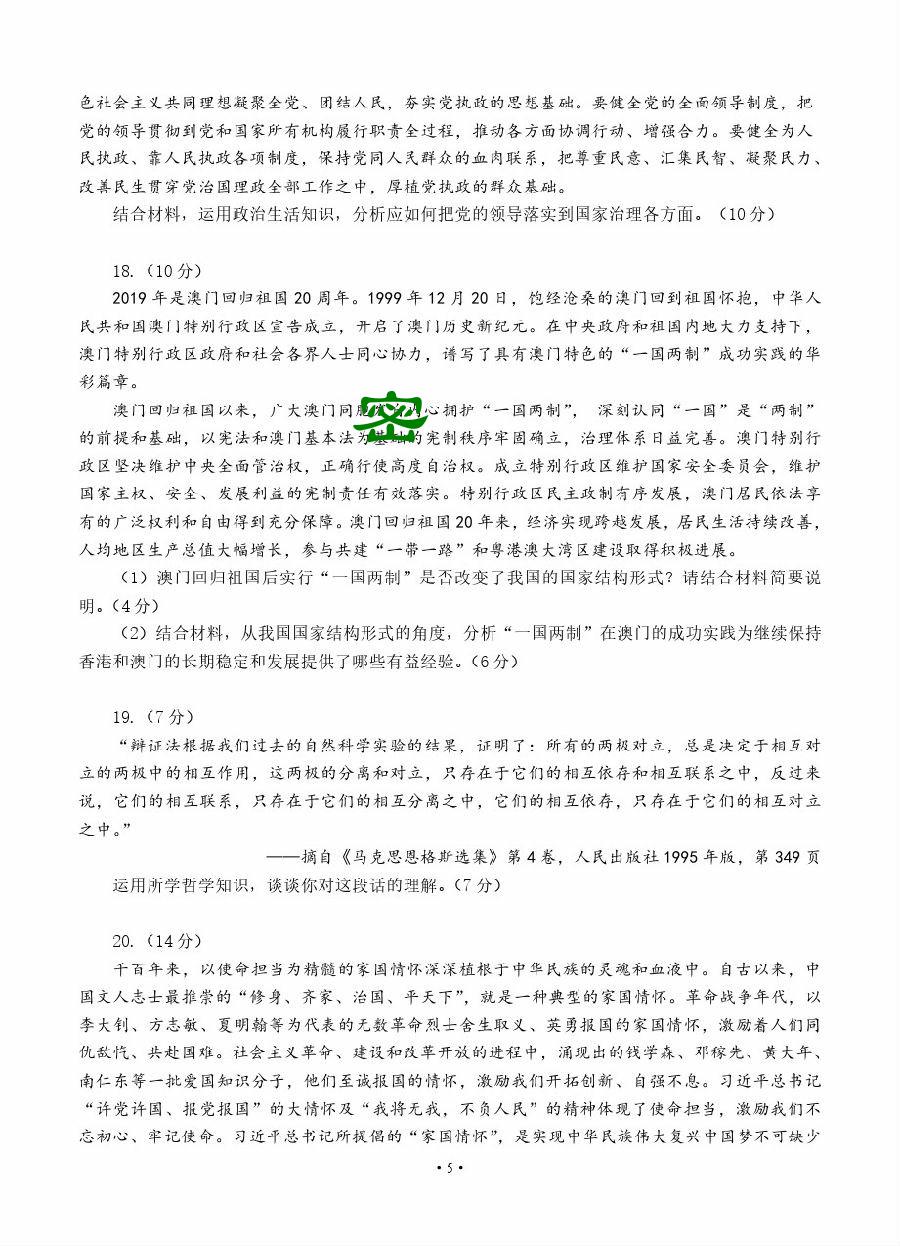 色社会主义共同理想凝聚全党、团结人民，夯实党执政的思想基础。要健全党的全面领导制度，把
党的领导贯彻到党和国家所有机构履行职责全过程，推动各方面协调行动、增强合力。要健全为人
民执政、靠人民执政各项制度，保持党同人民群众的血肉联系，把尊重民意、汇集民智、凝聚民力、
改善民生贯穿党治国理政全部工作之中，厚植党执政的群众基础。
结合材料，运用政治生活知识，分析应如何把党的领导落实到国家治理各方面。（10 分）
18.（10 分）
2019 年是澳门回归祖国 20 周年。1999 年 12 月 20 日，饱经沧桑的澳门回到祖国怀抱，中华人
民共和国澳门特别行政区宣告成立，开启了澳门历史新纪元。在中央政府和祖国内地大力支持下，
澳门特别行政区政府和社会各界人士同心协力，谱写了具有澳门特色的“一国两制”成功实践的华
彩篇章。
澳门回归祖国以来，广大澳门同胞 心拥护“一国两制”， 深刻认同“一国”是“两制”
的前提和基础，以宪法和澳门基本法为基础的宪制秩序牢固确立，治理体系日益完善。澳门特别行
政区坚决维护中央全面管治权，正确行使高度自治权。成立特别行政区维护国家安全委员会，维护
国家主权、安全、发展利益的宪制责任有效落实。特别行政区民主政制有序发展，澳门居民依法享
有的广泛权利和自由得到充分保障。澳门回归祖国 20 年来，经济实现跨越发展，居民生活持续改善，
人均地区生产总值大幅增长，参与共建“一带一路”和粤港澳大湾区建设取得积极进展。
（1）澳门回归祖国后实行“一国两制”是否改变了我国的国家结构形式？请结合材料简要说
明。（4 分）
（2）结合材料，从我国国家结构形式的角度，分析“一国两制”在澳门的成功实践为继续保持
香港和澳门的长期稳定和发展提供了哪些有益经验。（6 分）
19.（7 分）
“辩证法根据我们过去的自然科学实验的结果，证明了：所有的两极对立，总是决定于相互对
立的两极中的相互作用，这两极的分离和对立，只存在于它们的相互依存和相互联系之中，反过来
说，它们的相互联系，只存在于它们的相互分离之中，它们的相互依存，只存在于它们的相互对立
之中。”
——摘自《马克思恩格斯选集》第 4 卷，人民出版社 1995 年版，第 349 页
运用所学哲学知识，谈谈你对这段话的理解。（7 分）
20.（14 分）
千百年来，以使命担当为精髓的家国情怀深深植根于中华民族的灵魂和血液中。自古以来，中
国文人志士最推崇的“修身、齐家、治国、平天下”，就是一种典型的家国情怀。革命战争年代，以
李大钊、方志敏、夏明翰等为代表的无数革命烈士舍生取义、英勇报国的家国情怀，激励着人们同
仇敌忾、共赴国难。社会主义革命、建设和改革开放的进程中，涌现出的钱学森、邓稼先、黄大年、
南仁东等一批爱国知识分子，他们至诚报国的情怀，激励我们开拓创新、自强不息。习近平总书记
“许党许国、报党报国”的大情怀及“我将无我，不负人民”的精神体现了使命担当，激励我们不
忘初心、牢记使命。习近平总书记所提倡的“家国情怀”，是实现中华民族伟大复兴中国梦不可缺少
密
·5·